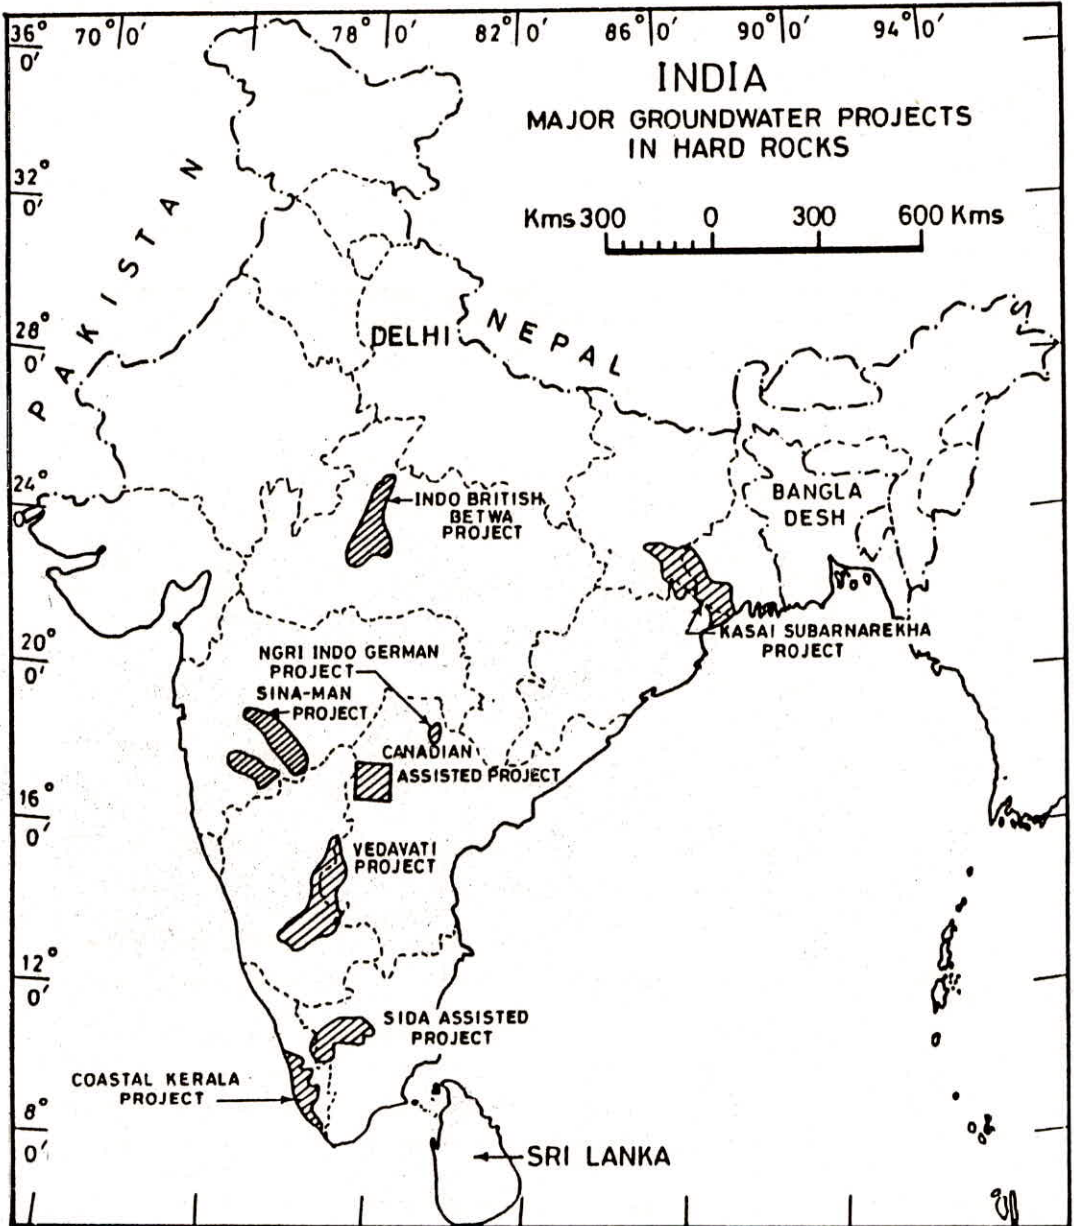 36° 0' 70° 0' 78° 0' 82° 0' 86° 0' 90° 0' 94° 0'
INDIA
MAJOR GROUNDWATER PROJECTS
IN HARD ROCKS
Kms 300 0 300 600 Kms
32° 0'
PAKISTAN
28° 0'
DELHI
NEPAL
24° 0'
INDO BRITISH
BETWA
PROJECT
BANGLA
DESH
KASAI SUBARNAREKHA
PROJECT
20° 0'
NGRI INDO GERMAN
PROJECT
SINA-MAN
PROJECT
CANADIAN
ASSISTED PROJECT
16° 0'
VEDAVATI
PROJECT
12° 0'
SIDA ASSISTED
PROJECT
COASTAL KERALA
PROJECT
8° 0'
SRI LANKA